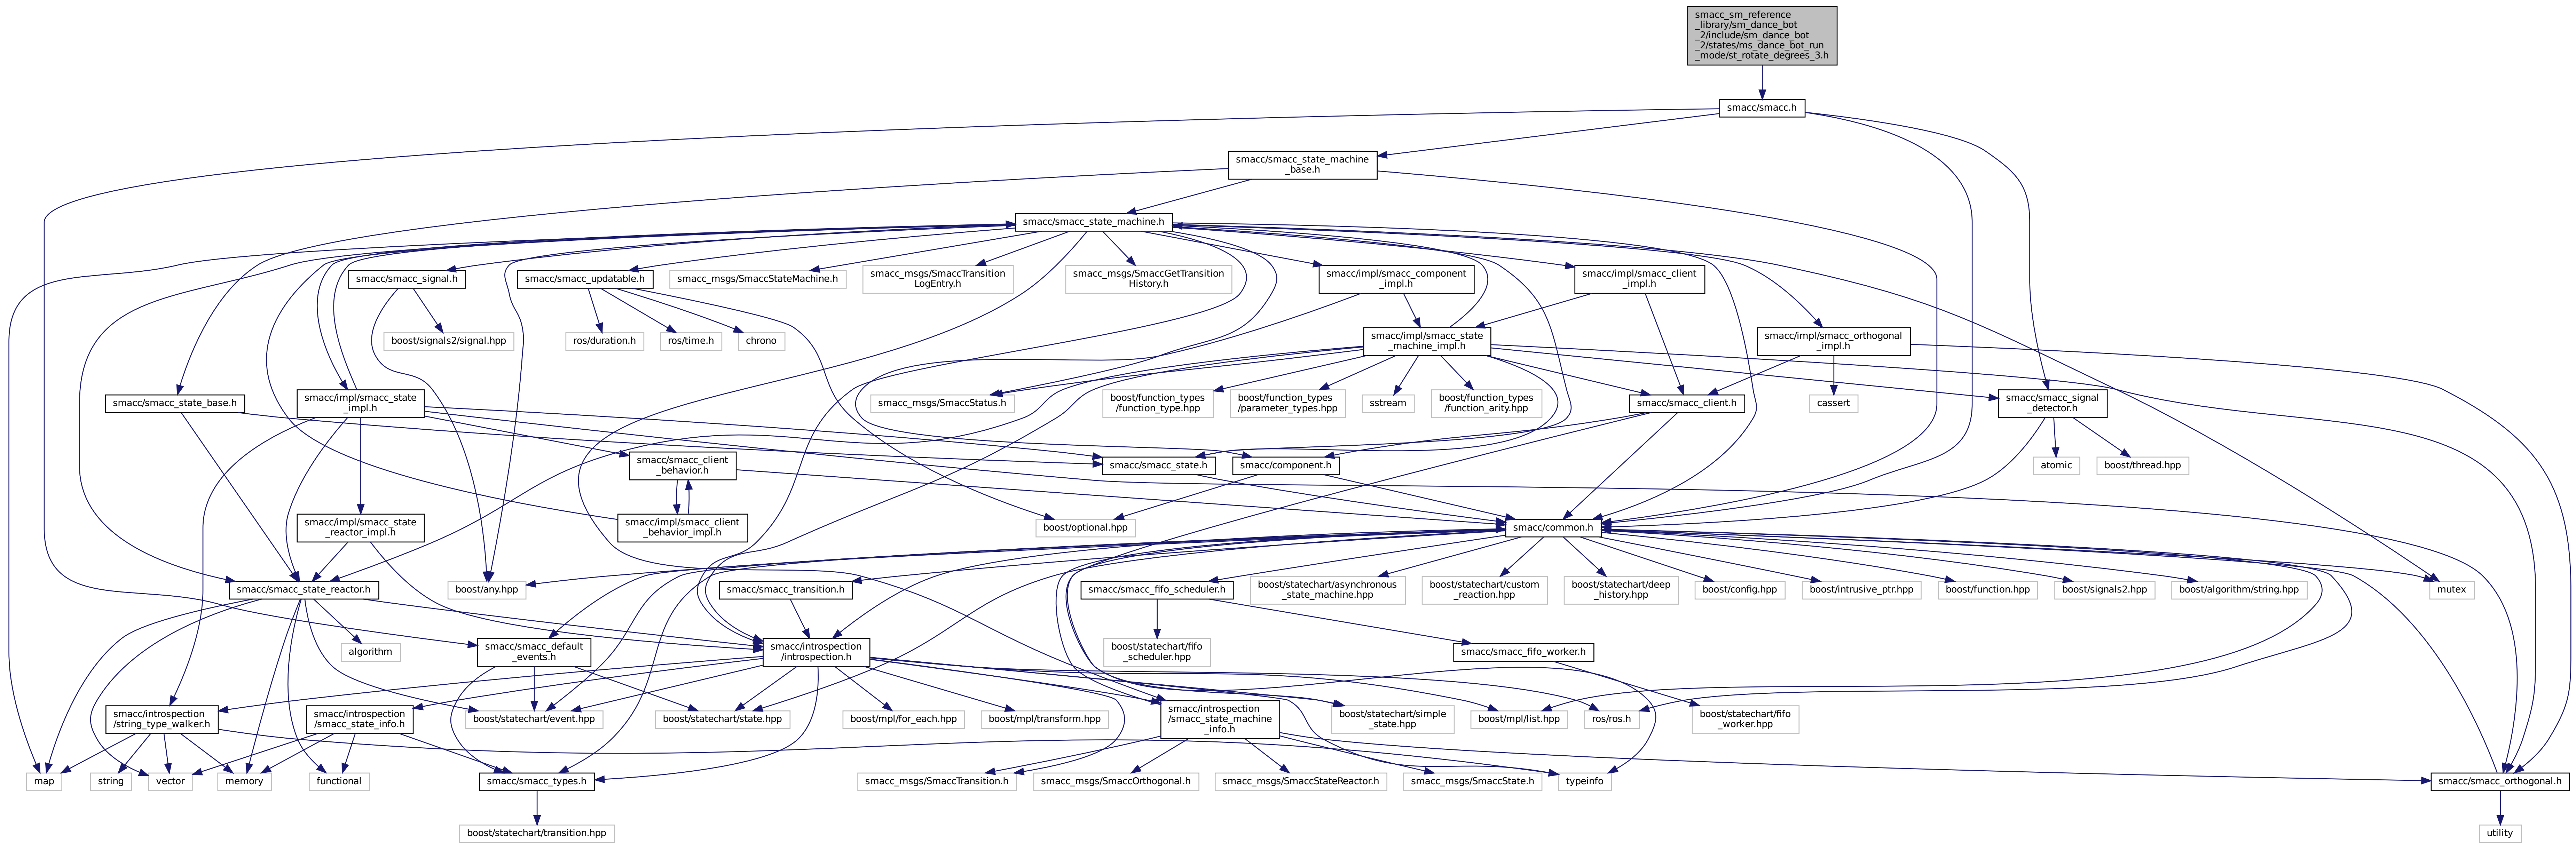 smacc_sm_reference
_library/sm_dance_bot
_2/include/sm_dance_bot
_2/states/ms_dance_bot_run
_mode/st_rotate_degrees_3.h
smacc/smacc.h
smacc/smacc_state_machine
_base.h
smacc/smacc_state_machine.h
smacc/smacc_signal.h
smacc/smacc_updatable.h
smacc_msgs/SmaccStateMachine.h
smacc_msgs/SmaccTransition
LogEntry.h
smacc_msgs/SmaccGetTransition
History.h
smacc/impl/smacc_component
_impl.h
smacc/impl/smacc_client
_impl.h
boost/signals2/signal.hpp
ros/duration.h
ros/time.h
chrono
smacc/impl/smacc_state
_machine_impl.h
smacc/impl/smacc_orthogonal
_impl.h
smacc/smacc_state_base.h
smacc/impl/smacc_state
_impl.h
smacc_msgs/SmaccStatus.h
boost/function_types
/function_type.hpp
boost/function_types
/parameter_types.hpp
sstream
boost/function_types
/function_arity.hpp
smacc/smacc_client.h
cassert
smacc/smacc_signal
_detector.h
smacc/smacc_client
_behavior.h
smacc/smacc_state.h
smacc/component.h
atomic
boost/thread.hpp
smacc/impl/smacc_state
_reactor_impl.h
smacc/impl/smacc_client
_behavior_impl.h
boost/optional.hpp
smacc/common.h
smacc/smacc_state_reactor.h
boost/any.hpp
smacc/smacc_transition.h
smacc/smacc_fifo_scheduler.h
boost/statechart/asynchronous
_state_machine.hpp
boost/statechart/custom
_reaction.hpp
boost/statechart/deep
_history.hpp
boost/config.hpp
boost/intrusive_ptr.hpp
boost/function.hpp
boost/signals2.hpp
boost/algorithm/string.hpp
mutex
algorithm
smacc/smacc_default
_events.h
smacc/introspection
/introspection.h
boost/statechart/fifo
_scheduler.hpp
smacc/smacc_fifo_worker.h
smacc/introspection
/string_type_walker.h
smacc/introspection
/smacc_state_info.h
boost/statechart/event.hpp
boost/statechart/state.hpp
boost/mpl/for_each.hpp
boost/mpl/transform.hpp
smacc/introspection
/smacc_state_machine
_info.h
boost/statechart/simple
_state.hpp
boost/mpl/list.hpp
ros/ros.h
boost/statechart/fifo
_worker.hpp
map
string
vector
memory
functional
smacc/smacc_types.h
smacc_msgs/SmaccTransition.h
smacc_msgs/SmaccOrthogonal.h
smacc_msgs/SmaccStateReactor.h
smacc_msgs/SmaccState.h
typeinfo
smacc/smacc_orthogonal.h
boost/statechart/transition.hpp
utility